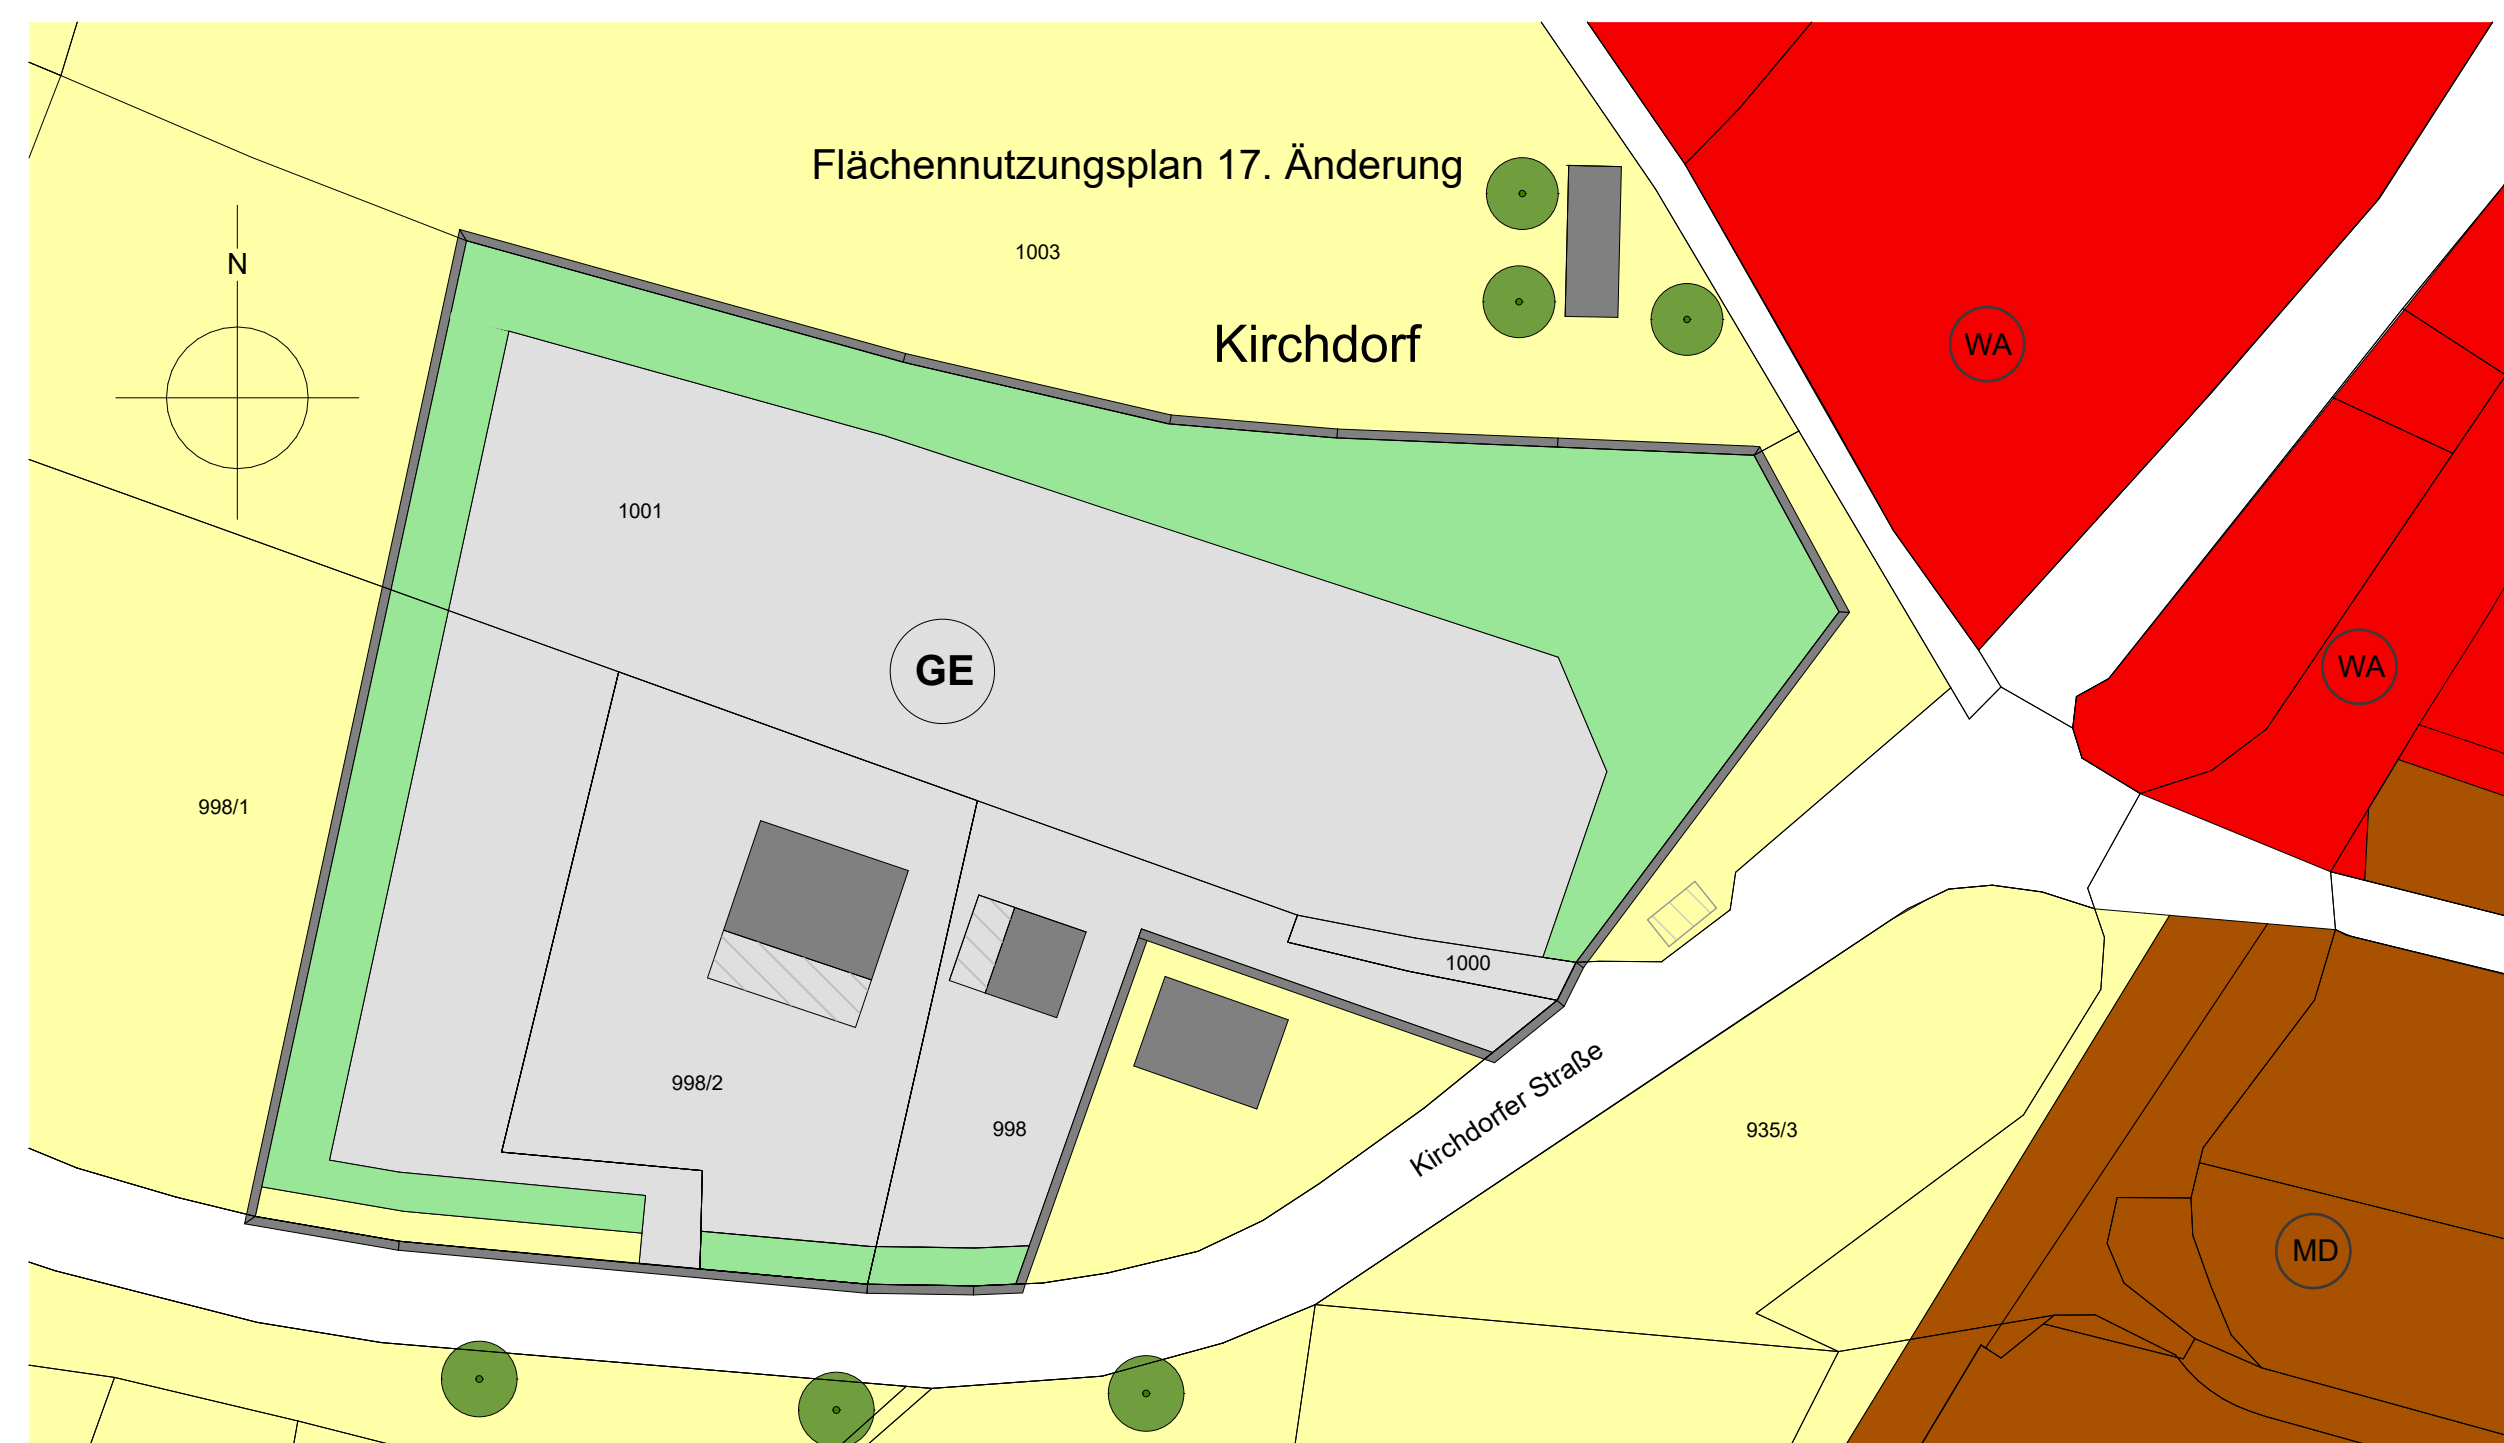 Flächennutzungsplan 17. Änderung
1003
N
Kirchdorf
WA
1001
GE
WA
998/1
1000
998/2
Kirchdorfer Straße
998
935/3
MD